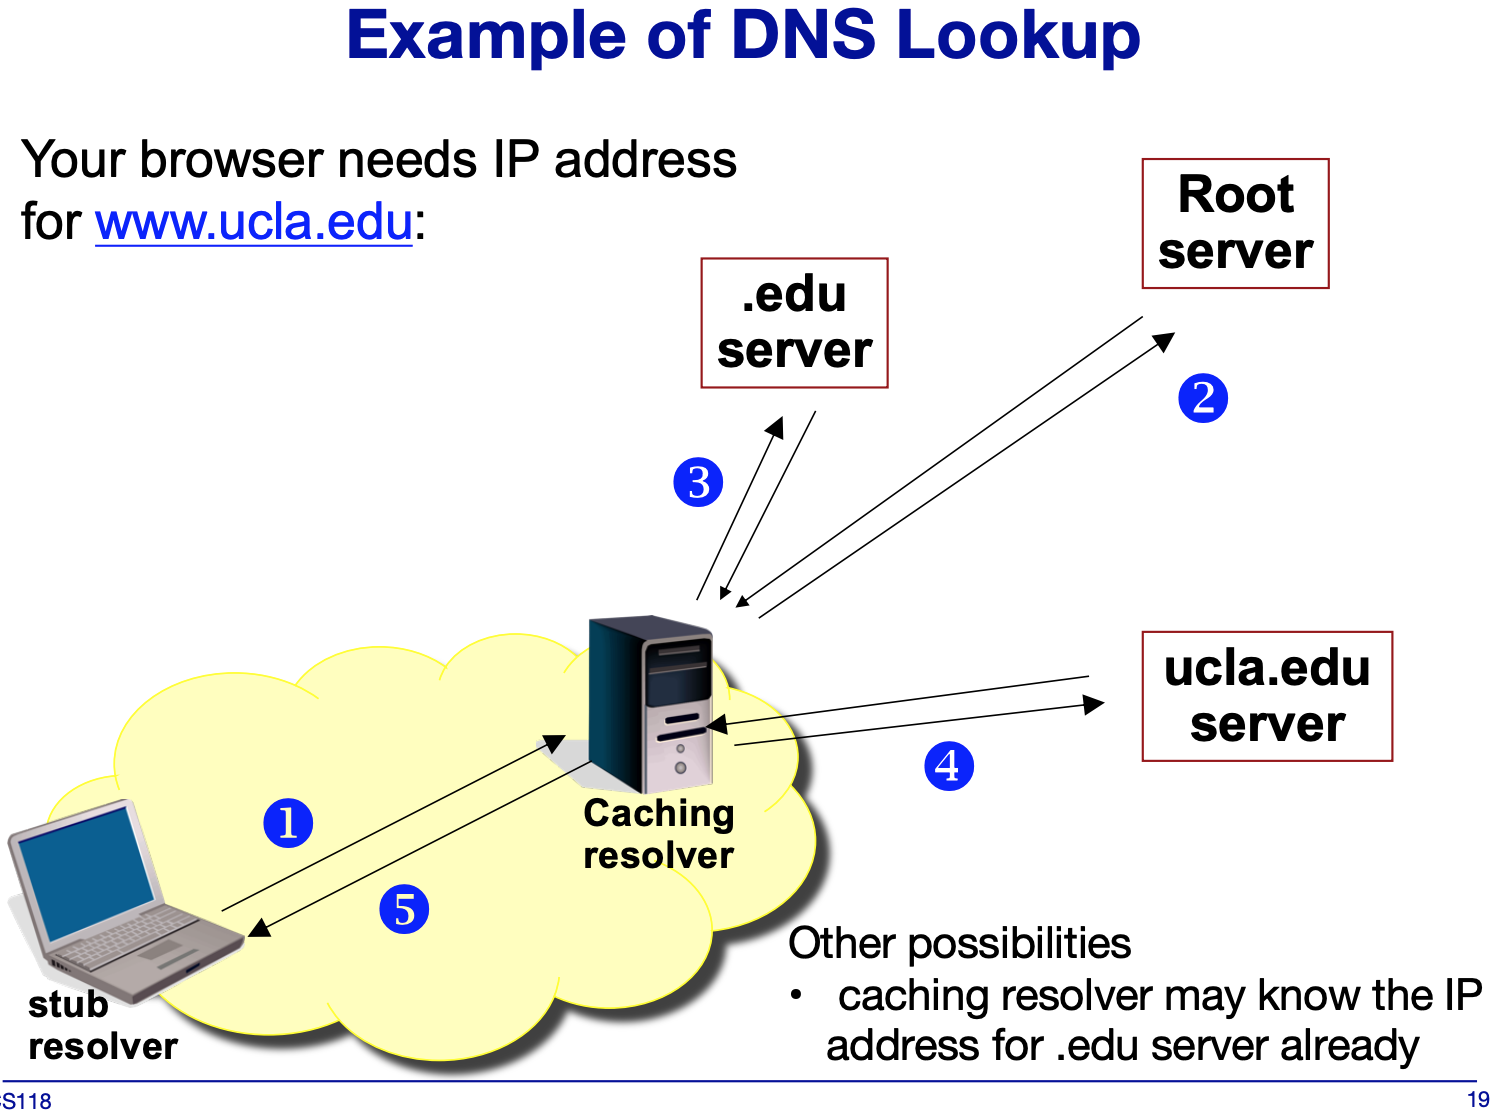 Example of DNS Lookup
Your browser needs IP address
for www.ucla.edu:
Root
server
.edu
server
2
3
ucla.edu
server
4
Caching
resolver
1
5
stub
resolver
Other possibilities
• caching resolver may know the IP
address for .edu server already
S118
19